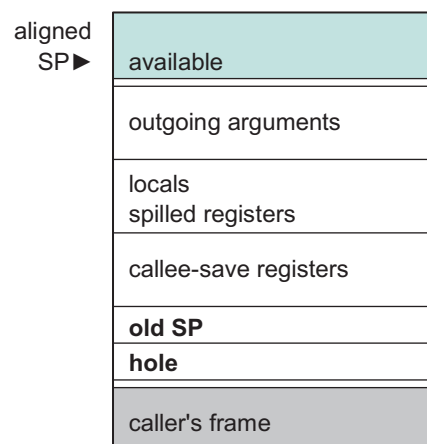 aligned
SP►
available
outgoing arguments
locals
spilled registers
callee-save registers
old SP
hole
caller's frame